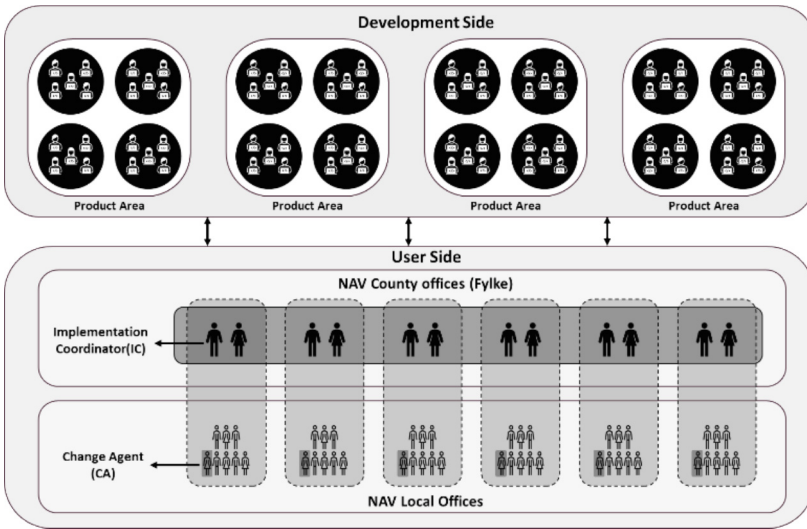 Development Side
Product Area
Product Area
Product Area
Product Area
User Side
NAV County offices (Fylke)
Implementation
Coordinator(IC)
Change Agent
(CA)
NAV Local Offices